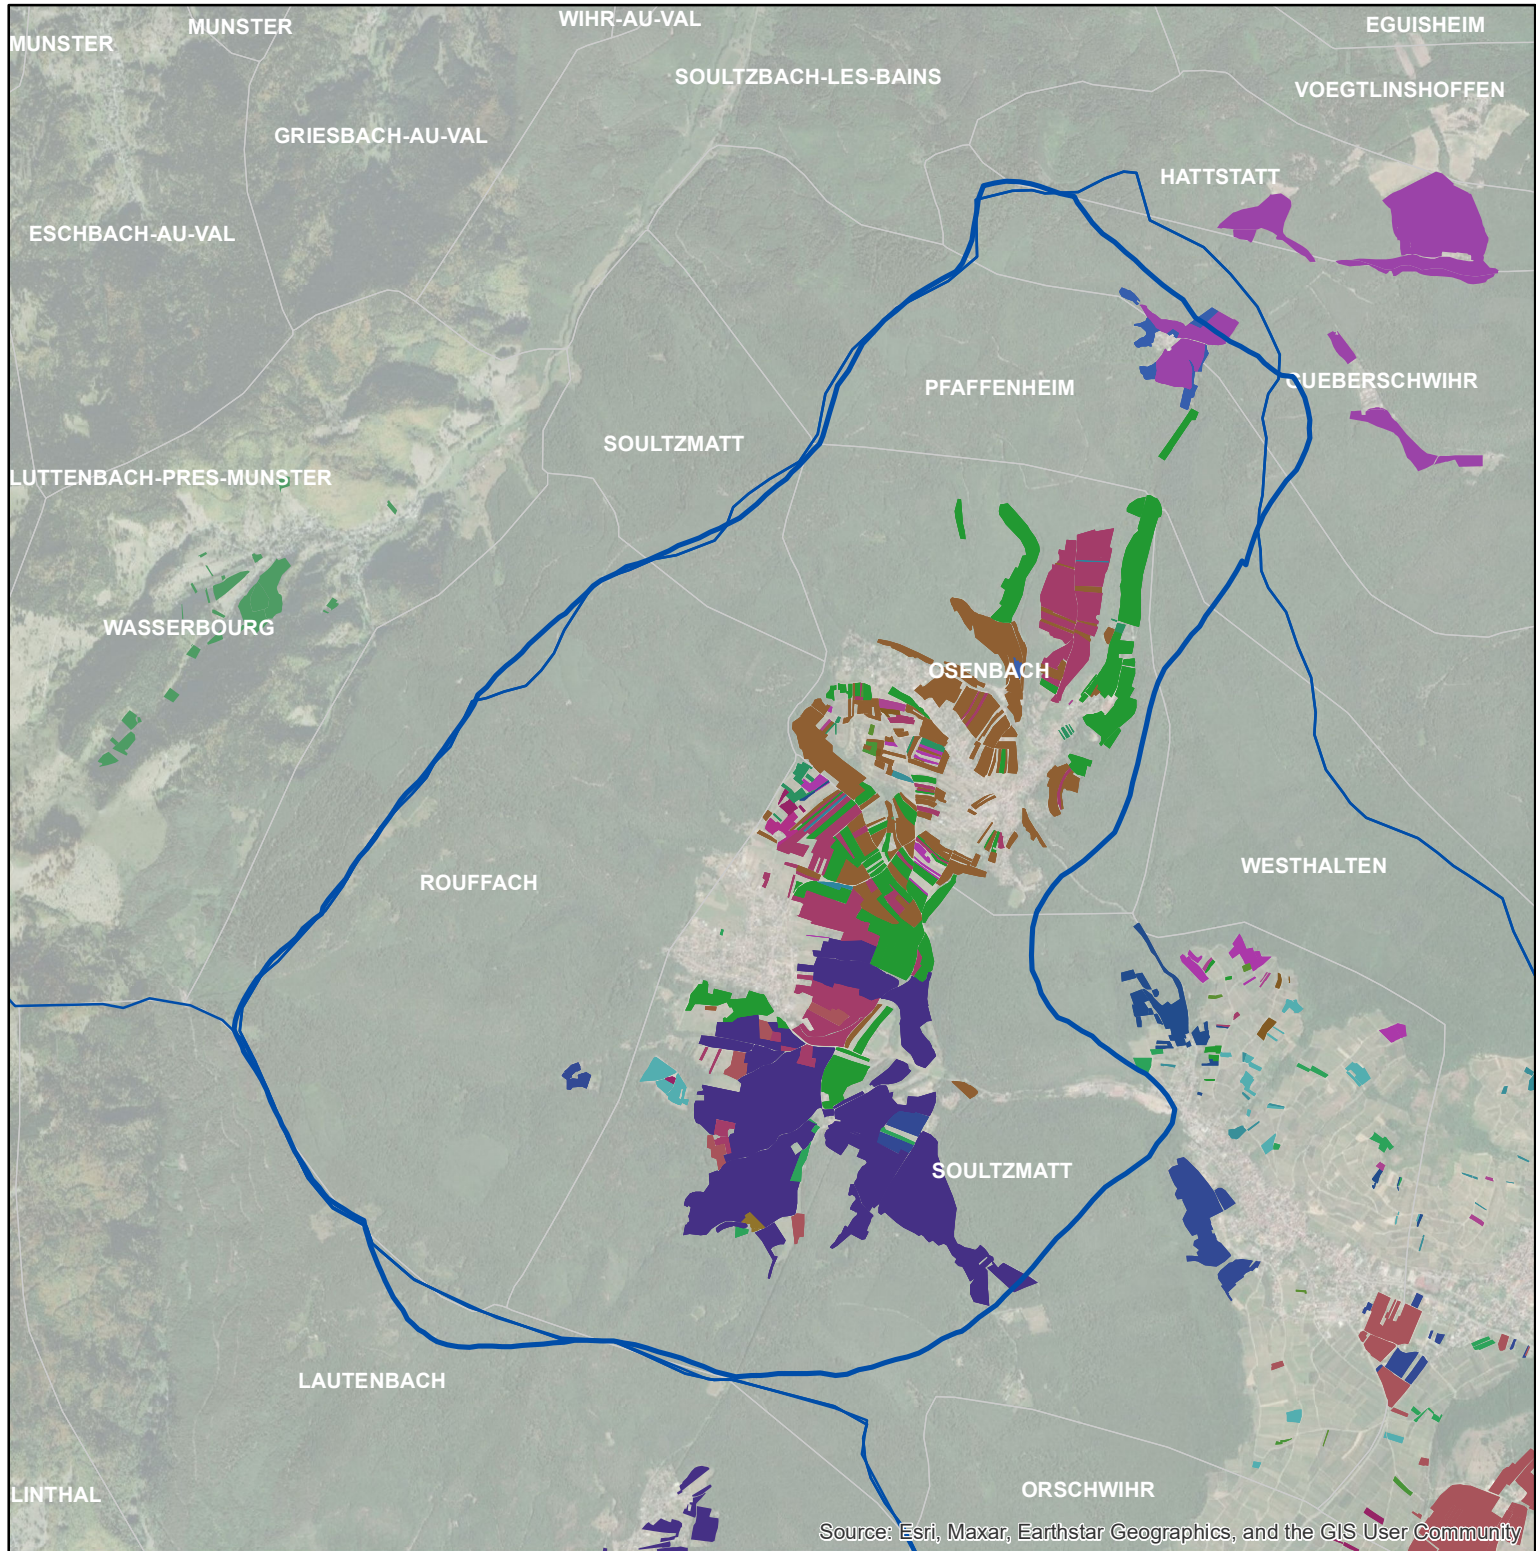 WIHR-AU-VAL
EGUISHEIM
MUNSTER
MUNSTER
SOULTZBACH-LES-BAINS
VOEGTLINSHOFFEN
GRIESBACH-AU-VAL
HATTSTATT
ESCHBACH-AU-VAL
GUEBERSCHWIHR
PFAFFENHEIM
SOULTZMATT
LUTTENBACH-PRES-MUNSTER
WASSERBOURG
OSENBACH
WESTHALTEN
ROUFFACH
SOULTZMATT
LAUTENBACH
ORSCHWIHR
LINTHAL
Source: Esri, Maxar, Earthstar Geographics, and the GIS User Community